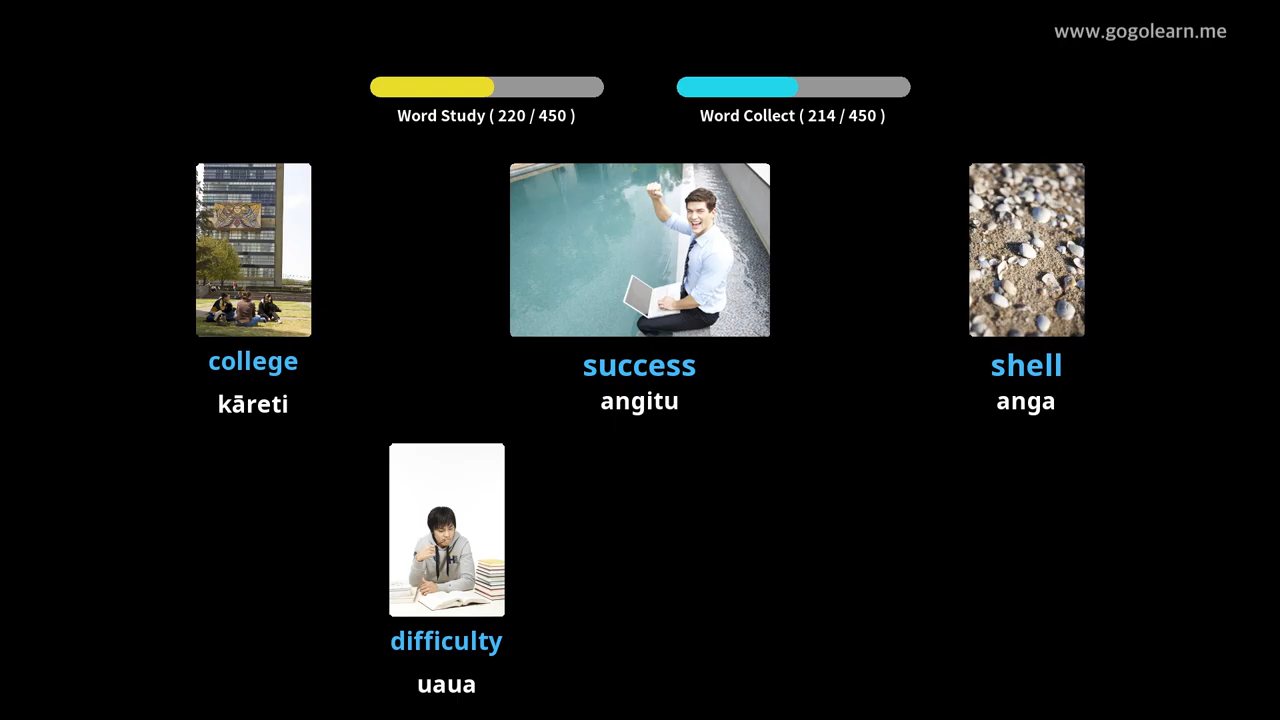 www.gogolearn.me
Word Study ( 220 / 450 )
Word Collect ( 214 / 450 )
college
kāreti
success
angitu
shell
anga
difficulty
uaua